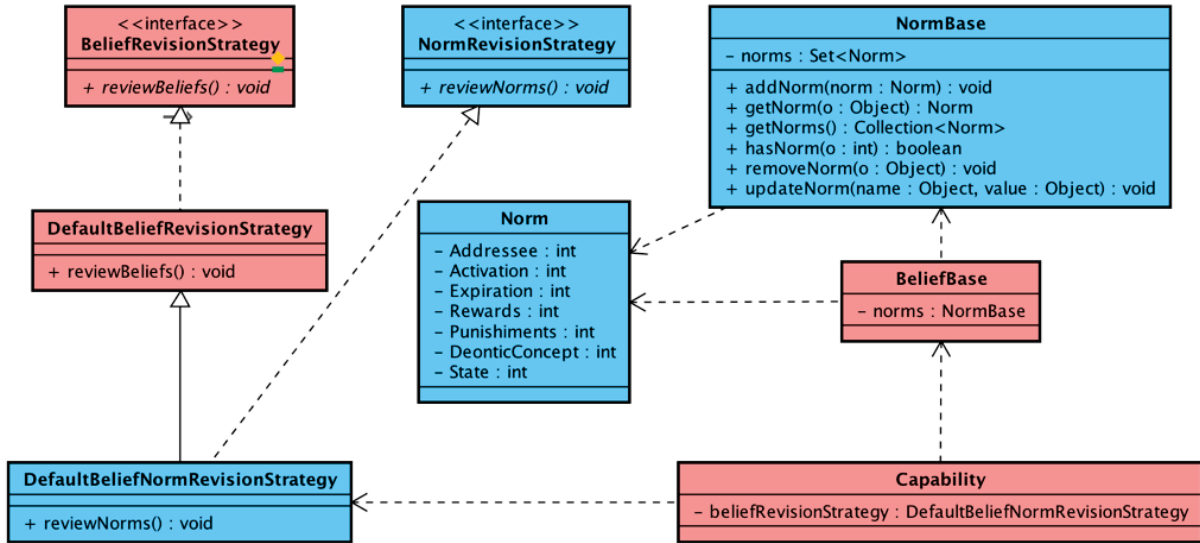 <<interface>>
BeliefRevisionStrategy
+ reviewBeliefs() : void
<<interface>>
NormRevisionStrategy
+ reviewNorms() : void
NormBase
– norms : Set<Norm>
+ addNorm(norm : Norm) : void
+ getNorm(o : Object) : Norm
+ getNorms() : Collection<Norm>
+ hasNorm(o : int) : boolean
+ removeNorm(o : Object) : void
+ updateNorm(name : Object, value : Object) : void
DefaultBeliefRevisionStrategy
+ reviewBeliefs() : void
Norm
– Addressee : int
– Activation : int
– Expiration : int
– Rewards : int
– Punishiments : int
– DeonticConcept : int
– State : int
BeliefBase
– norms : NormBase
DefaultBeliefNormRevisionStrategy
+ reviewNorms() : void
Capability
– beliefRevisionStrategy : DefaultBeliefNormRevisionStrategy